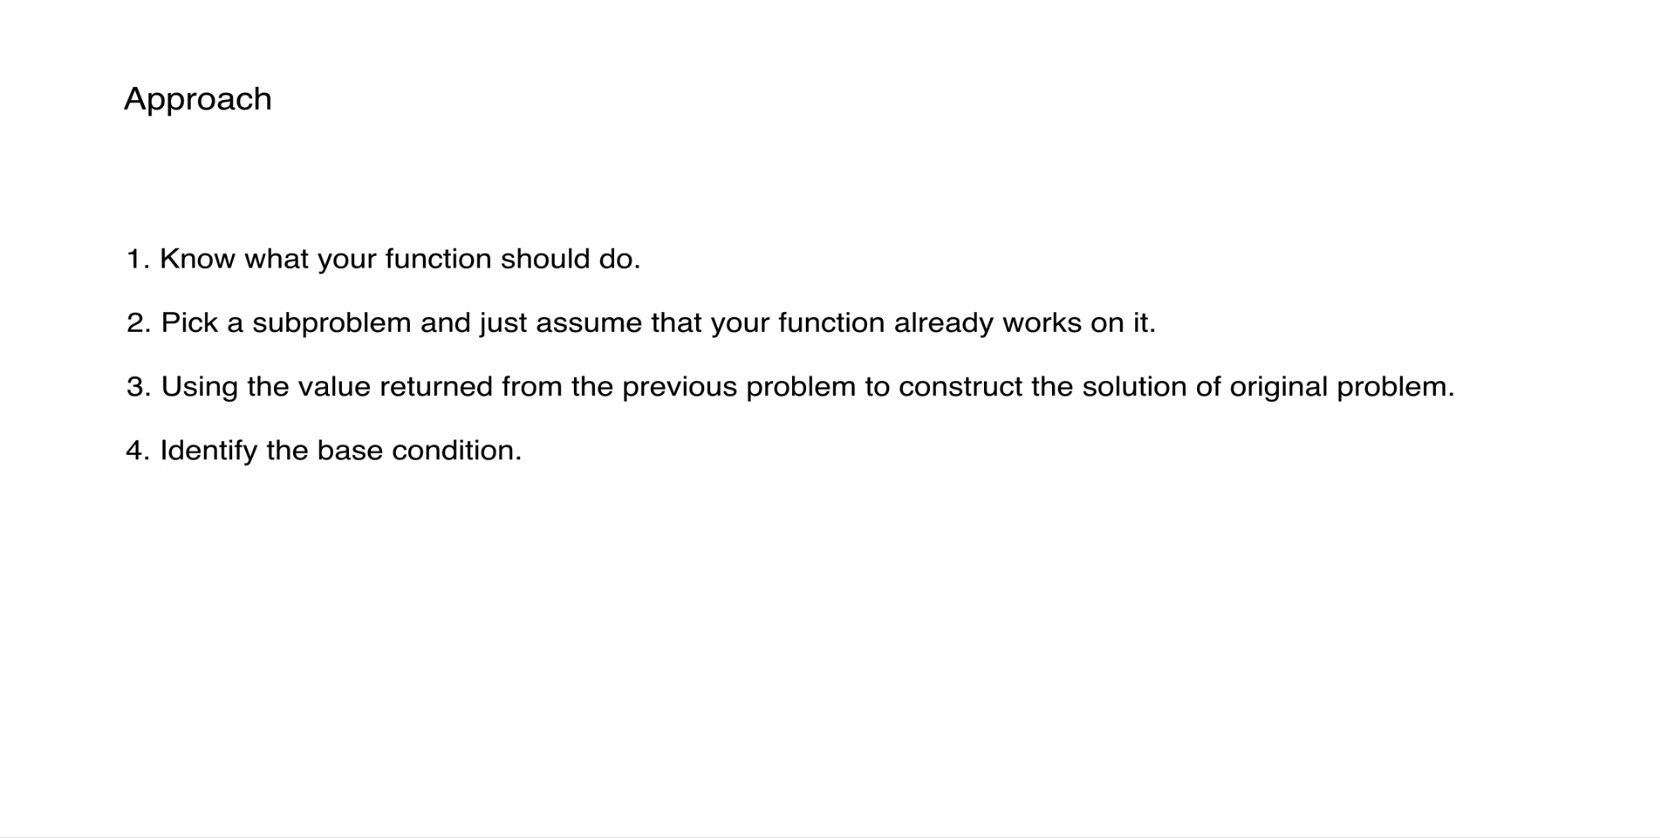 Approach
1. Know what your function should do.
2. Pick a subproblem and just assume that your function already works on it.
3. Using the value returned from the previous problem to construct the solution of original problem.
4. Identify the base condition.